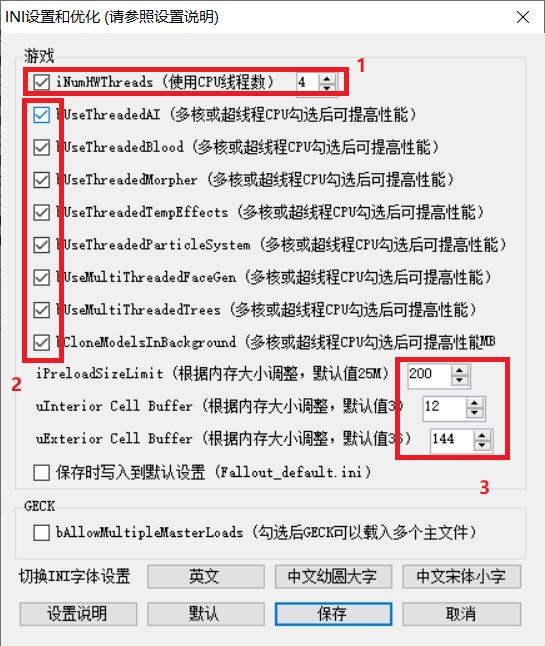 INI设置和优化 (请参照设置说明)
游戏
iNumHWThreads (使用CPU线程数) 4
1
bUseThreadedAI (多核或超线程CPU勾选后可提高性能)
bUseThreadedBlood (多核或超线程CPU勾选后可提高性能)
bUseThreadedMorpher (多核或超线程CPU勾选后可提高性能)
bUseThreadedTempEffects (多核或超线程CPU勾选后可提高性能)
bUseThreadedParticleSystem (多核或超线程CPU勾选后可提高性能)
bUseMultiThreadedFaceGen (多核或超线程CPU勾选后可提高性能)
bUseMultiThreadedTrees (多核或超线程CPU勾选后可提高性能)
bCloneModelsInBackground (多核或超线程CPU勾选后可提高性能MB
2
iPreloadSizeLimit (根据内存大小调整，默认值25M) 200
uInterior Cell Buffer (根据内存大小调整，默认值3) 12
uExterior Cell Buffer (根据内存大小调整，默认值36) 144
3
保存时写入到默认设置 (Fallout_default.ini)
GECK
bAllowMultipleMasterLoads (勾选后GECK可以载入多个主文件)
切换INI字体设置 英文 中文幼圆大字 中文宋体小字
设置说明 默认 保存 取消